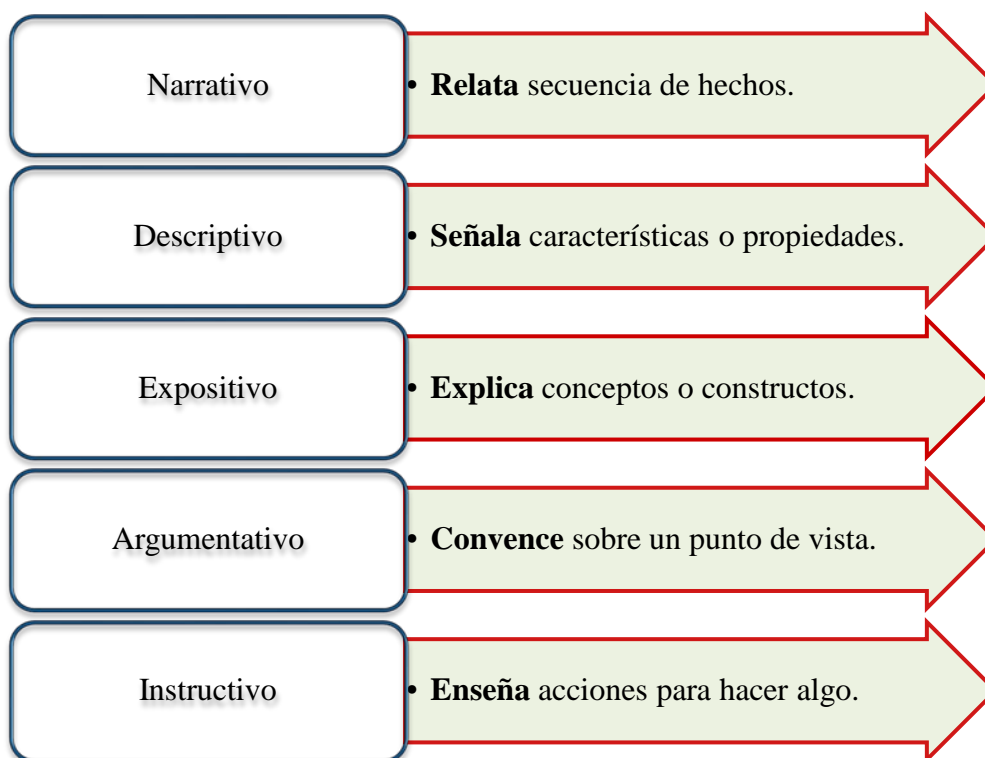 Narrativo
• Relata secuencia de hechos.
Descriptivo
• Señala características o propiedades.
Expositivo
• Explica conceptos o constructos.
Argumentativo
• Convence sobre un punto de vista.
Instructivo
• Enseña acciones para hacer algo.